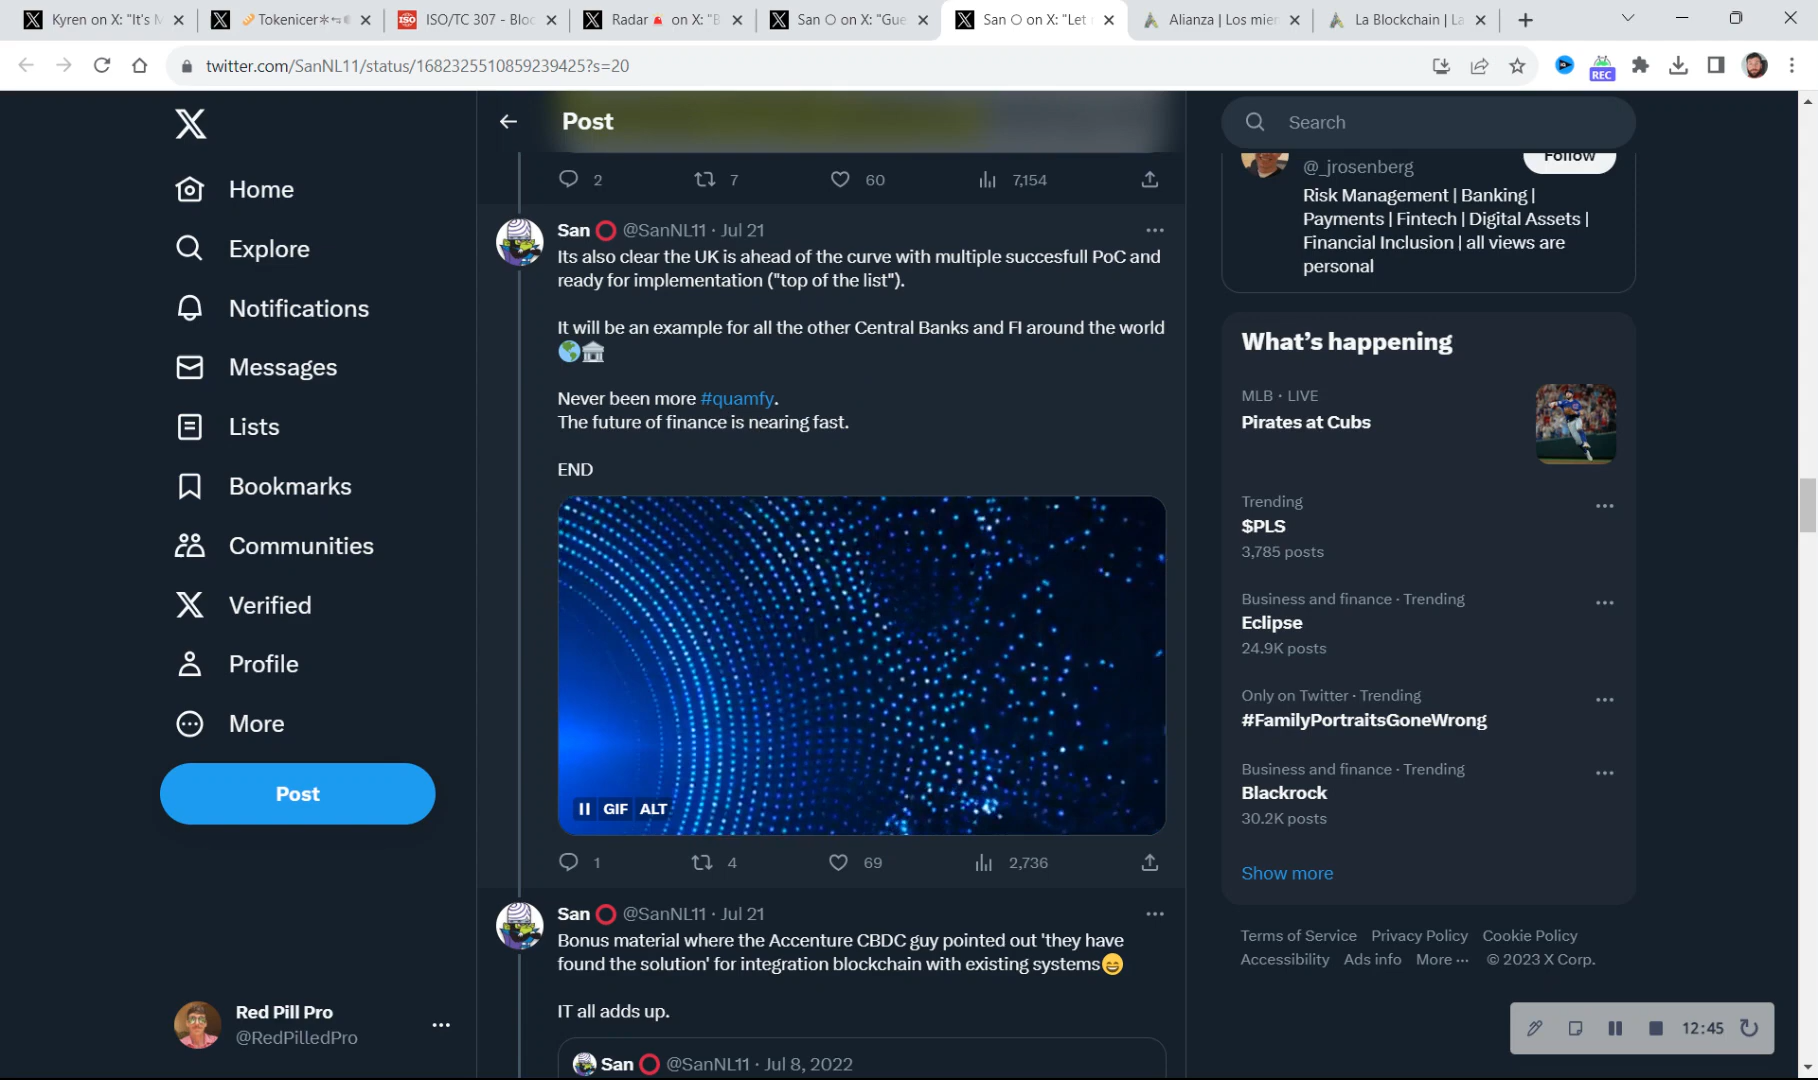 Kyren on X: "It's M
Tokenicer
ISO/TC 307 - Bloc
Radar on X: "B
San on X: "Gue
San on X: "Let
Alianza | Los mier
La Blockchain | La
twitter.com/SanNL11/status/1682325510859239425?s=20
REC
Home
Explore
Notifications
Messages
Lists
Bookmarks
Communities
Verified
Profile
More
Post
Red Pill Pro
@RedPilledPro
Post
2 7 60 7,154
San @SanNL11 · Jul 21
Its also clear the UK is ahead of the curve with multiple succesfull PoC and
ready for implementation ("top of the list").
It will be an example for all the other Central Banks and FI around the world
Never been more #quamfy.
The future of finance is nearing fast.
END
GIF ALT
1 4 69 2,736
San @SanNL11 · Jul 21
Bonus material where the Accenture CBDC guy pointed out 'they have
found the solution' for integration blockchain with existing systems
IT all adds up.
San @SanNL11 · Jul 8, 2022
Search
@_jrosenberg
Follow
Risk Management | Banking |
Payments | Fintech | Digital Assets |
Financial Inclusion | all views are
personal
What's happening
MLB · LIVE
Pirates at Cubs
Trending
$PLS
3,785 posts
Business and finance · Trending
Eclipse
24.9K posts
Only on Twitter · Trending
#FamilyPortraitsGoneWrong
Business and finance · Trending
Blackrock
30.2K posts
Show more
Terms of Service Privacy Policy Cookie Policy
Accessibility Ads info More ··· © 2023 X Corp.
12:45